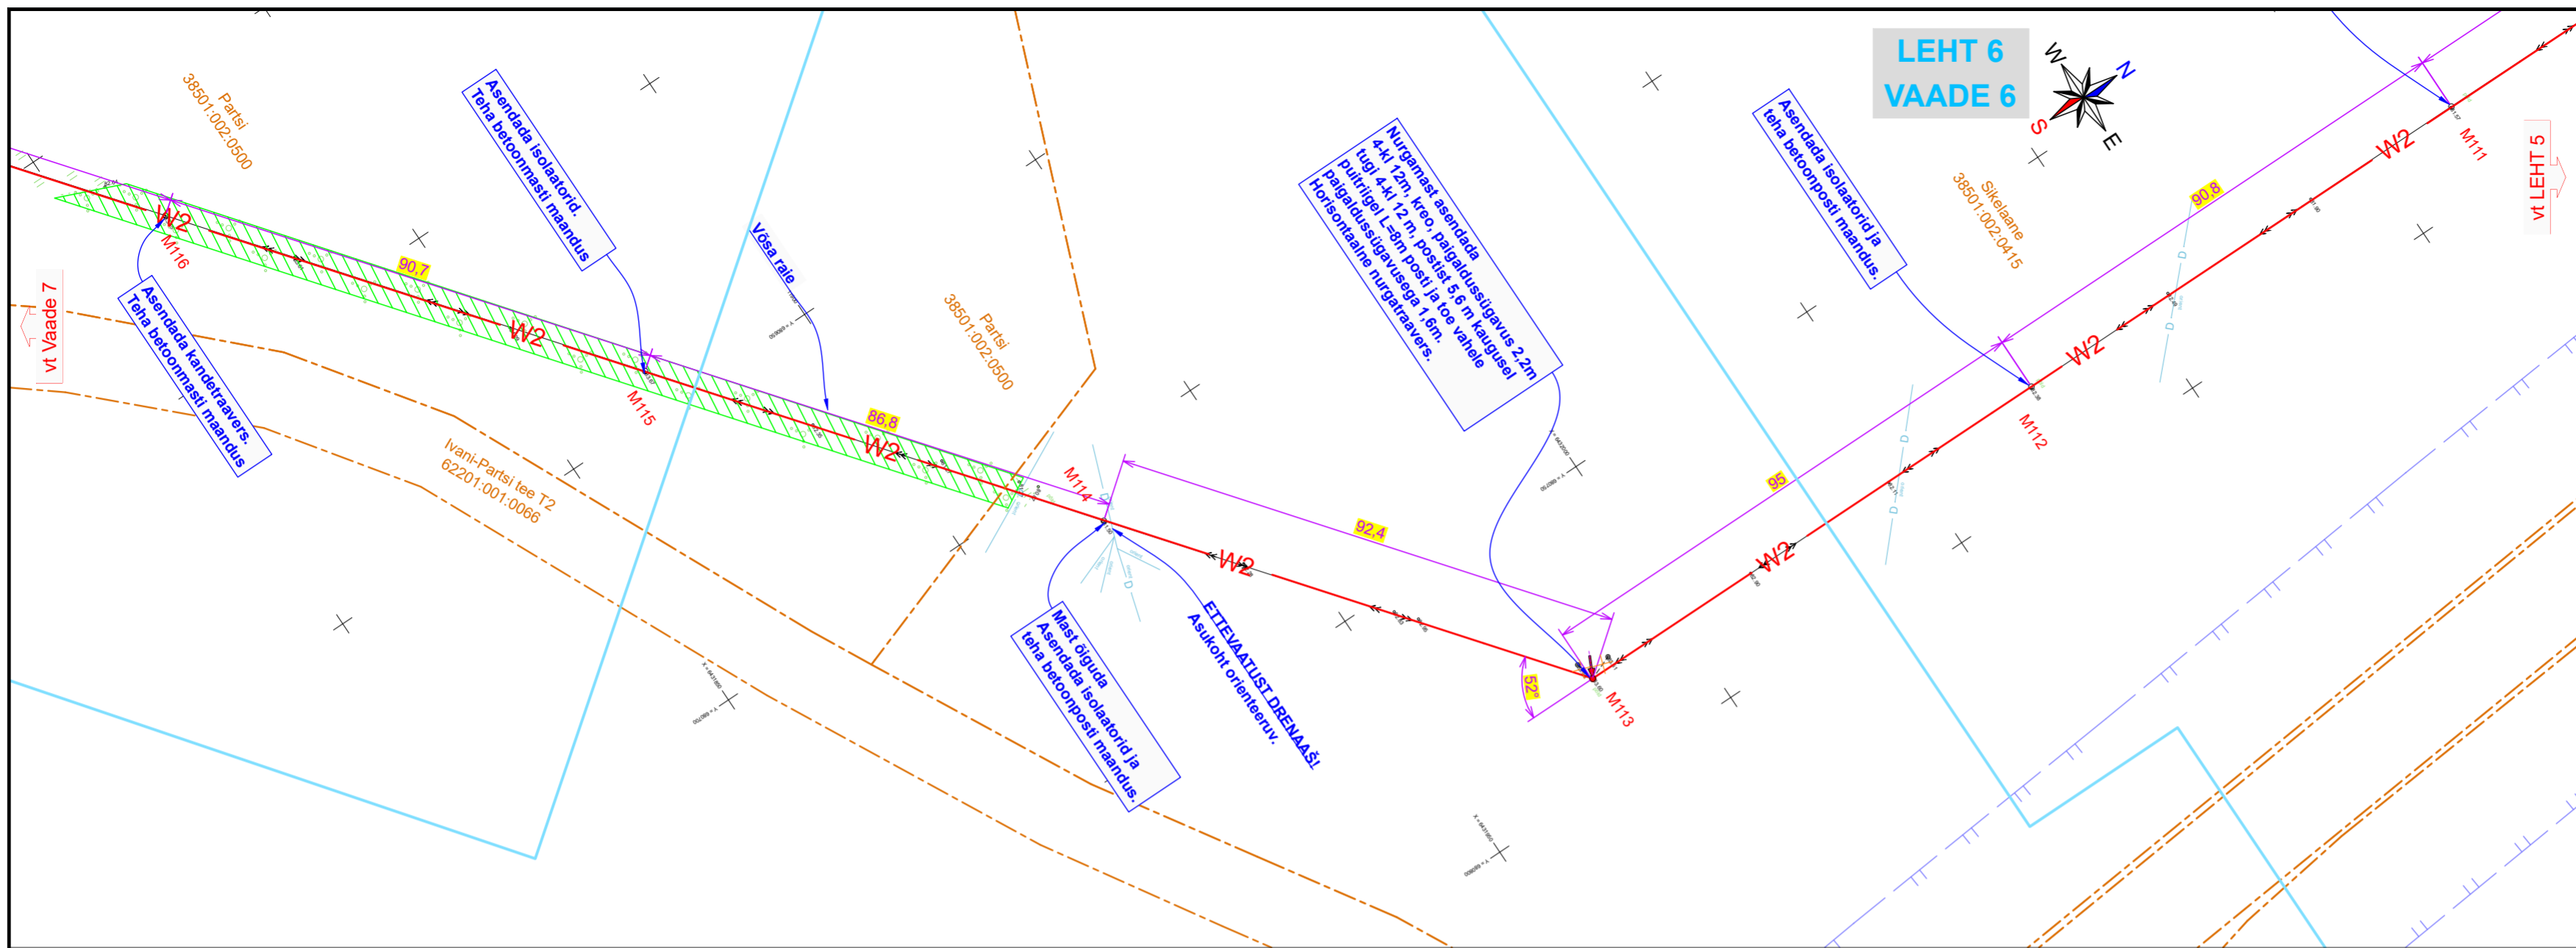 LEHT 6
VAADE 6
W
N
S
E
vt LEHT 5
vt Vaade 7
Partsi
38501:002:0500
Asendada isolaatorid.
Teha betoonmasti maandus
Võsa raie
Partsi
38501:002:0500
Nurgamast asendada
4-kl 12m, kreo, paigaldussügavus 2,2m
tugi 4-kl 12 m, postist 5,6 m kaugusel
puitriigel L=8m posti ja toe vahele
paigaldussügavusega 1,6m.
Horisontaalne nurgatraavers.
Asendada isolaatorid ja
teha betoonposti maandus.
Sikelaane
38501:002:0415
M111
W2
90,8
D
D
W2
M112
95
D
D
W2
M113
52°
92,4
W2
M114
D
D
ETTEVAATUST DRENAAŠ!
Asukoht orienteeruv.
Mast õiguda
Asendada isolaatorid ja
teha betoonposti maandus.
86,8
W2
M115
W2
90,7
W2
M116
Asendada kandetraavers.
Teha betoonmasti maandus
Ivani-Partsi tee T2
62201:001:0066